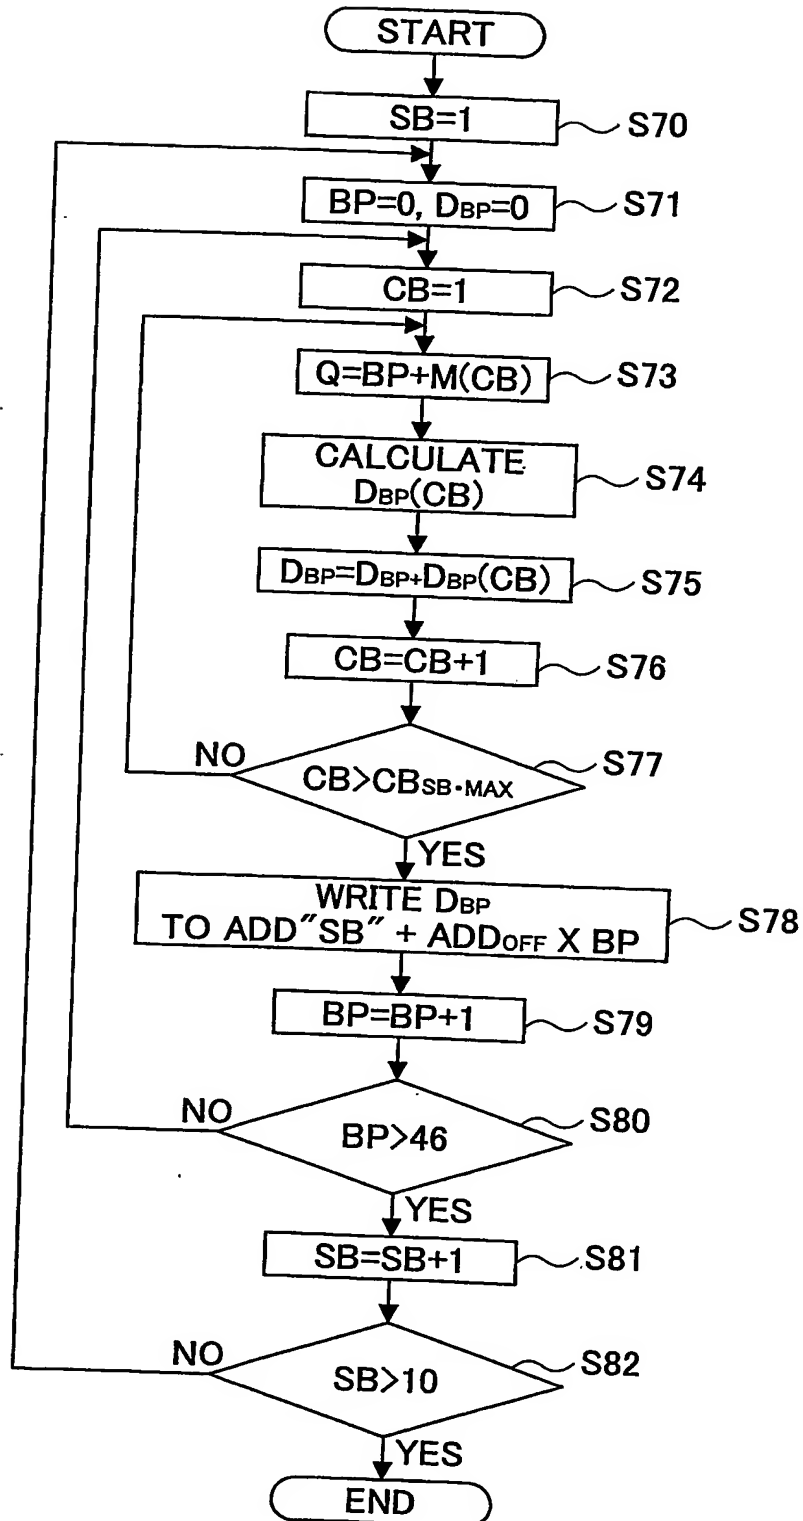 START
SB=1
S70
BP=0, DBP=0
S71
CB=1
S72
Q=BP+M(CB)
S73
CALCULATE
DBP(CB)
S74
DBP=DBP+DBP(CB)
S75
CB=CB+1
S76
NO
CB>CBSB·MAX
S77
YES
WRITE DBP
TO ADD"SB" + ADDOFF X BP
S78
BP=BP+1
S79
NO
BP>46
S80
YES
SB=SB+1
S81
NO
SB>10
S82
YES
END